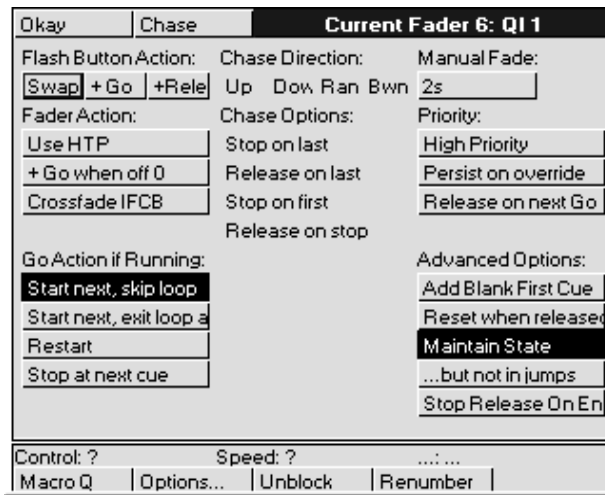 Okay Chase Current Fader 6: Ql 1
Flash Button Action: Chase Direction: Manual Fade:
Swap + Go +Rele Up Dow Ran Bwn 2s
Fader Action: Chase Options: Priority:
Use HTP Stop on last High Priority
+ Go when off 0 Release on last Persist on override
Crossfade IFCB Stop on first Release on next Go
Release on stop
Go Action if Running: Advanced Options:
Start next, skip loop Add Blank First Cue
Start next, exit loop a Reset when released
Restart Maintain State
Stop at next cue ...but not in jumps
Stop Release On En
Control: ? Speed: ? ...: ...
Macro Q Options... Unblock Renumber